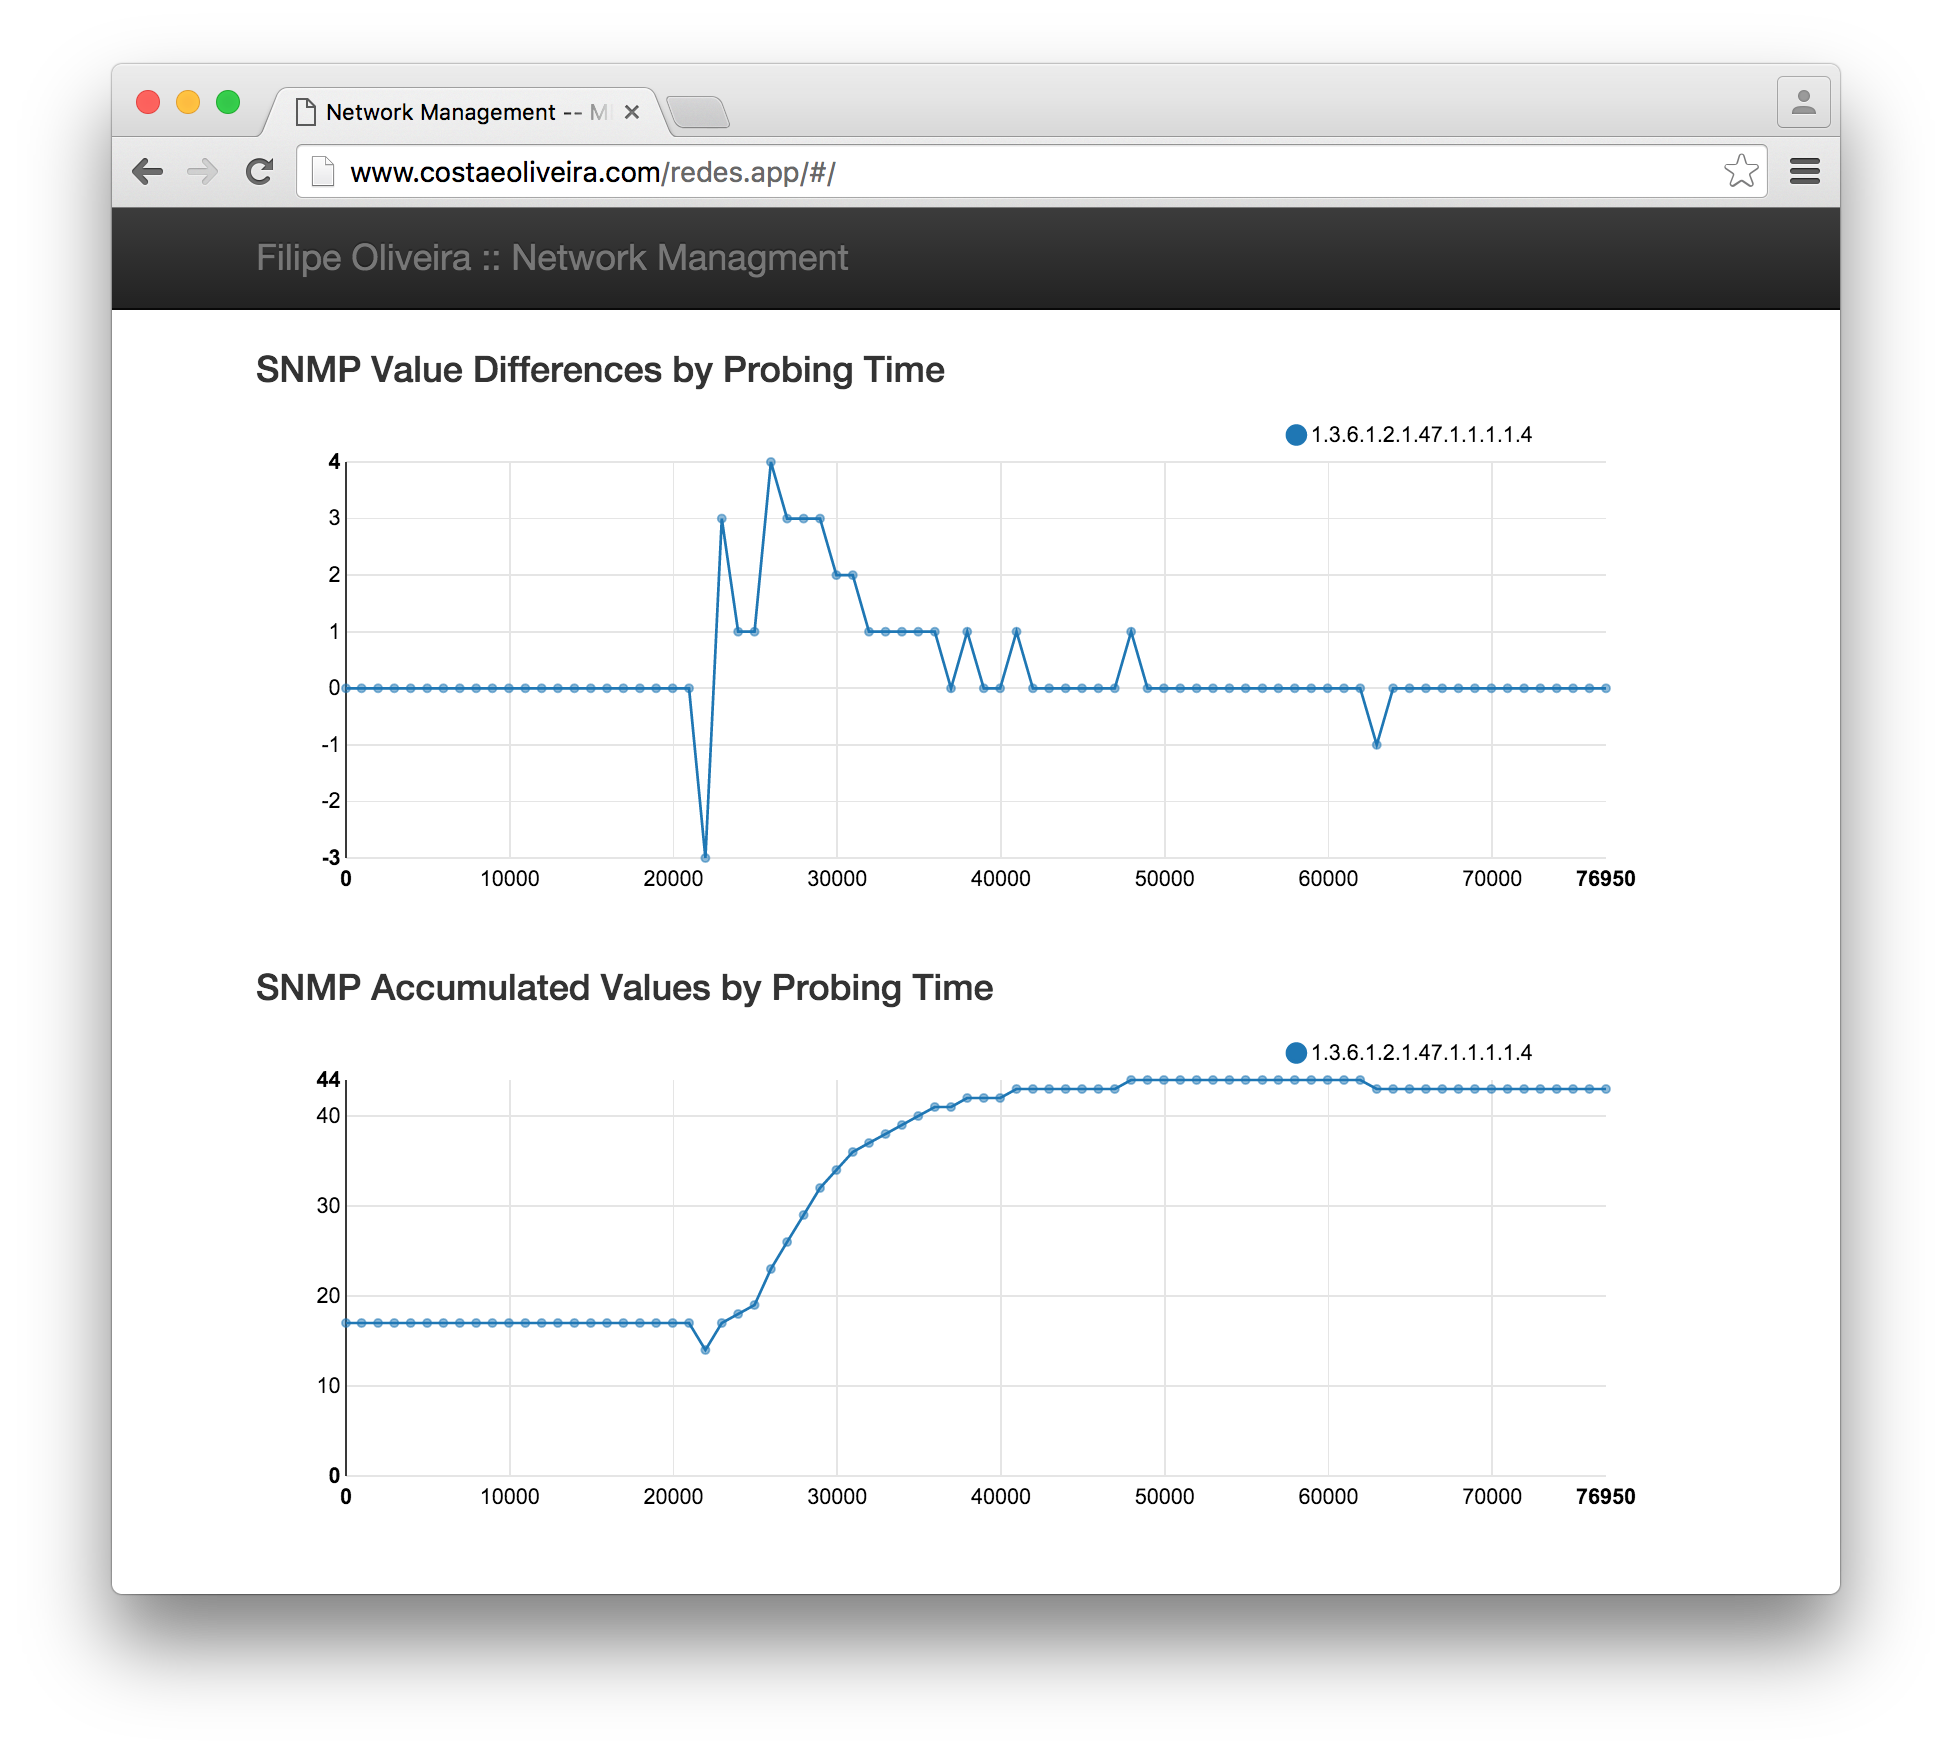 Network Management -- M
www.costaeoliveira.com/redes.app/#/
Filipe Oliveira :: Network Managment
SNMP Value Differences by Probing Time
1.3.6.1.2.1.47.1.1.1.1.4
4
3
2
1
0
-1
-2
-3
0 10000 20000 30000 40000 50000 60000 70000 76950
SNMP Accumulated Values by Probing Time
1.3.6.1.2.1.47.1.1.1.1.4
44
40
30
20
10
0
0 10000 20000 30000 40000 50000 60000 70000 76950